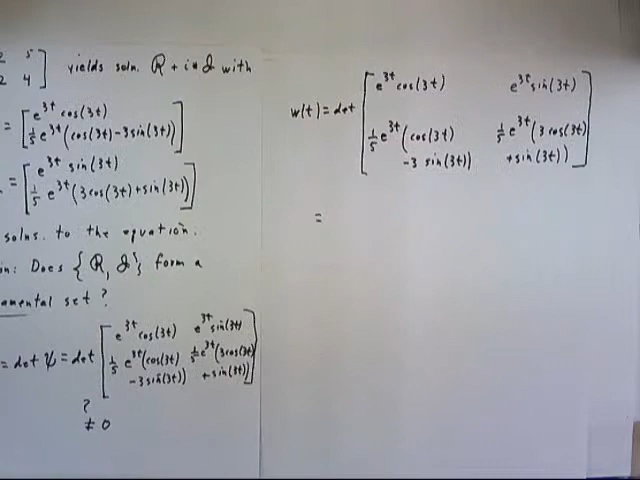 2 5 ] yields soln. R + i * I with
2 4
= [ e^{3t} cos(3t)
1/5 e^{3t}(cos(3t) - 3 sin(3t)) ]
= [ e^{3t} sin(3t)
1/5 e^{3t}(3 cos(3t) + sin(3t)) ]
solns. to the equation.
Does {R, I} form a
set ?
= det ψ = det [ e^{3t} cos(3t) e^{3t} sin(3t)
1/5 e^{3t}(cos(3t) 1/5 e^{3t}(3 cos(3t)
- 3 sin(3t)) + sin(3t)) ]
?
≠ 0
w(t) = det [ e^{3t} cos(3t) e^{3t} sin(3t)
1/5 e^{3t}(cos(3t) 1/5 e^{3t}(3 cos(3t)
- 3 sin(3t)) + sin(3t)) ]
=